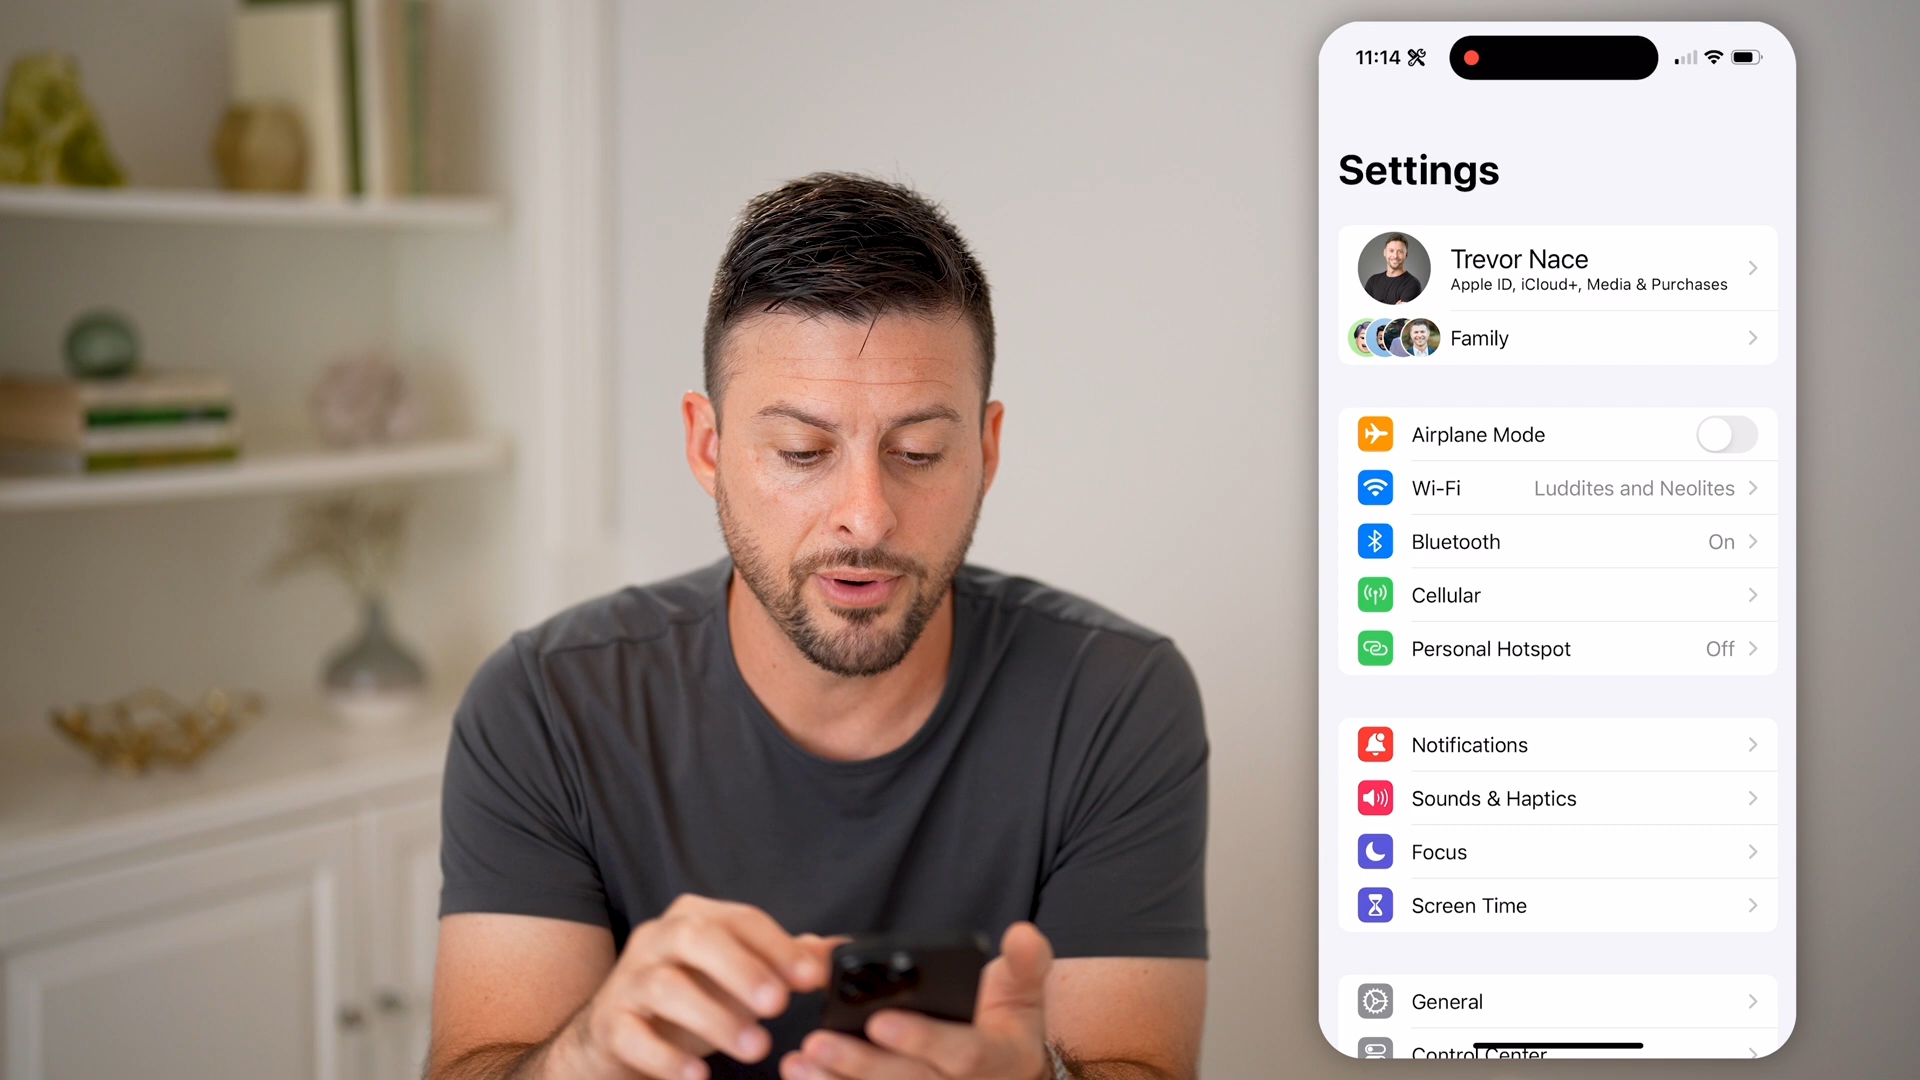 11:14
Settings
Trevor Nace
Apple ID, iCloud+, Media & Purchases
Family
Airplane Mode
Wi-Fi Luddites and Neolites
Bluetooth On
Cellular
Personal Hotspot Off
Notifications
Sounds & Haptics
Focus
Screen Time
General
Control Center